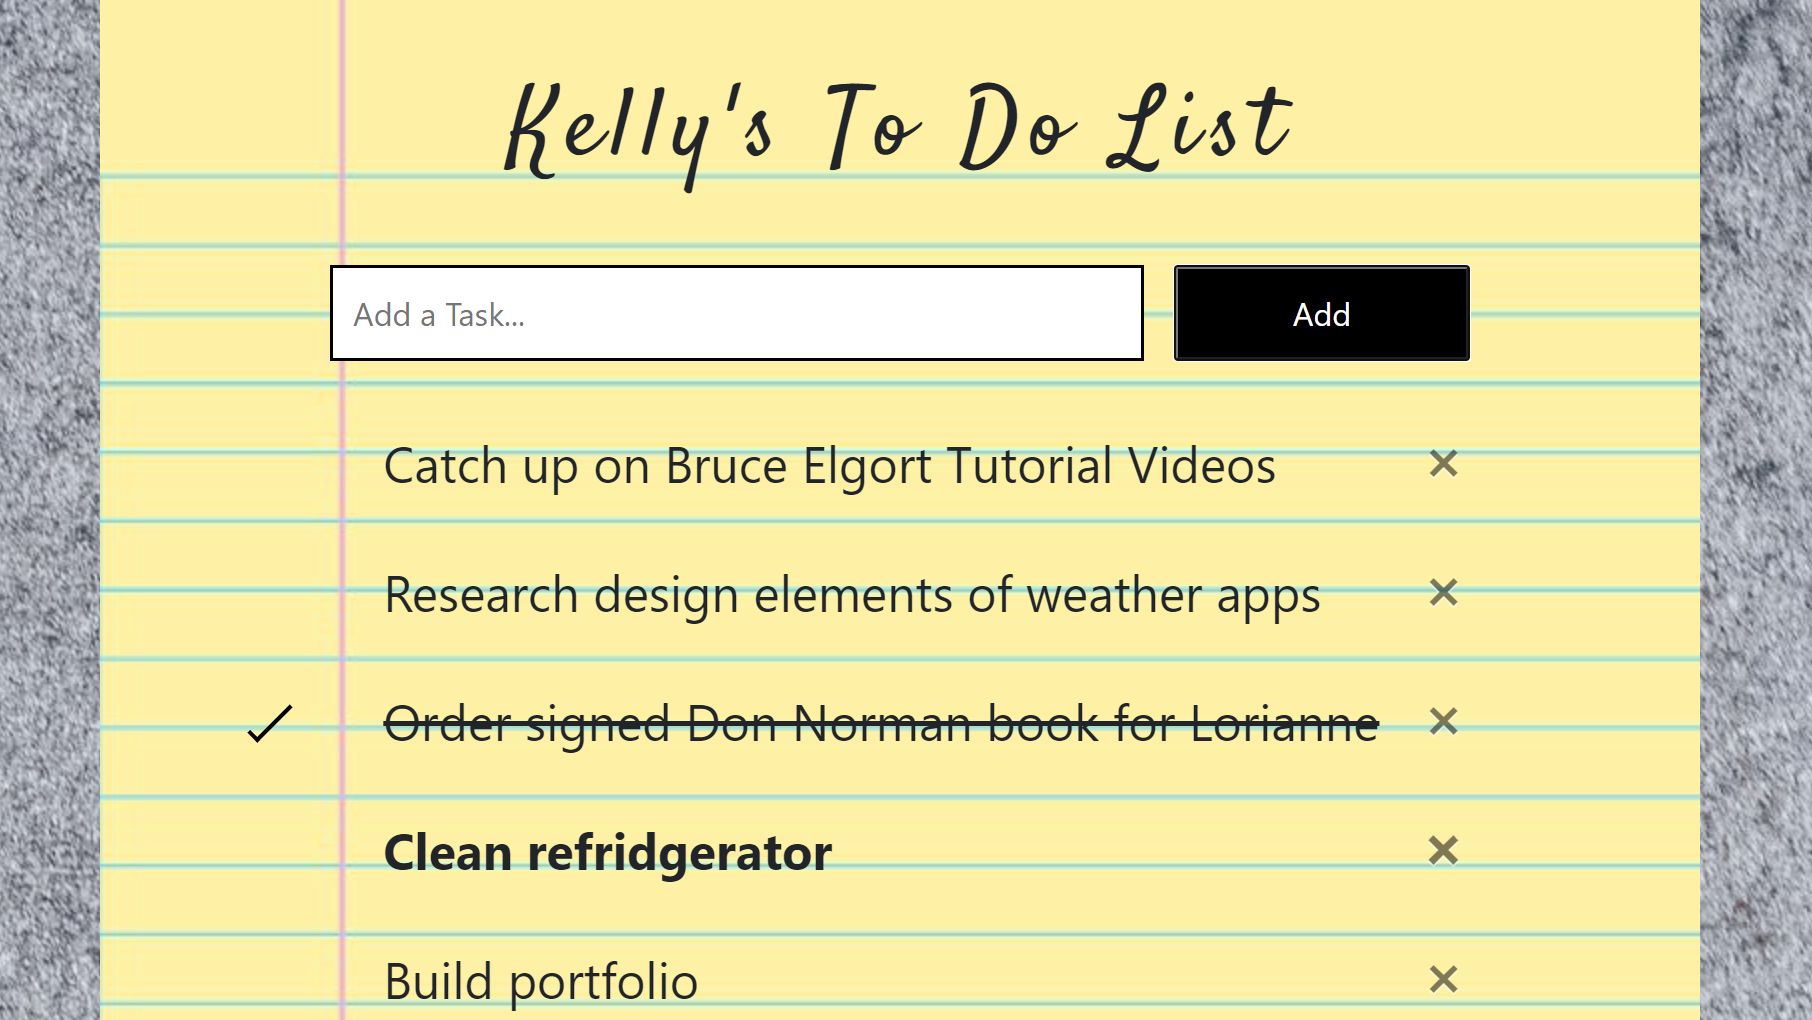 Kelly's To Do List
Add a Task...
Add
Catch up on Bruce Elgort Tutorial Videos
Research design elements of weather apps
Order signed Don Norman book for Lorianne
Clean refridgerator
Build portfolio